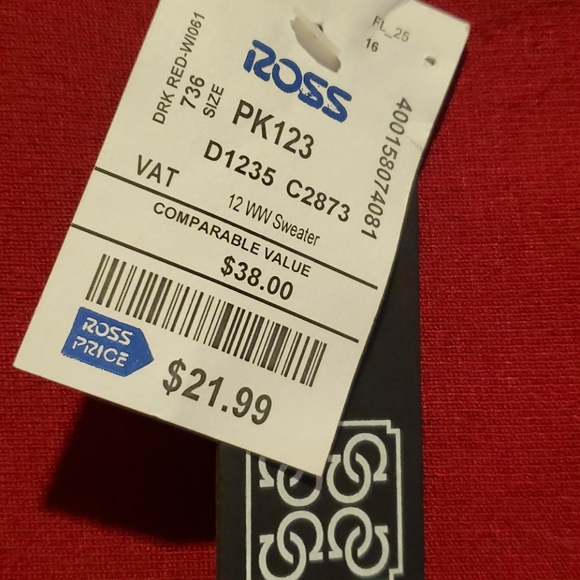 FL_25
16
ROSS
DRK RED-WI061
736
SIZE
PK123
D1235 C2873
400158074081
VAT
12 WW Sweater
COMPARABLE VALUE
$38.00
ROSS
PRICE
$21.99